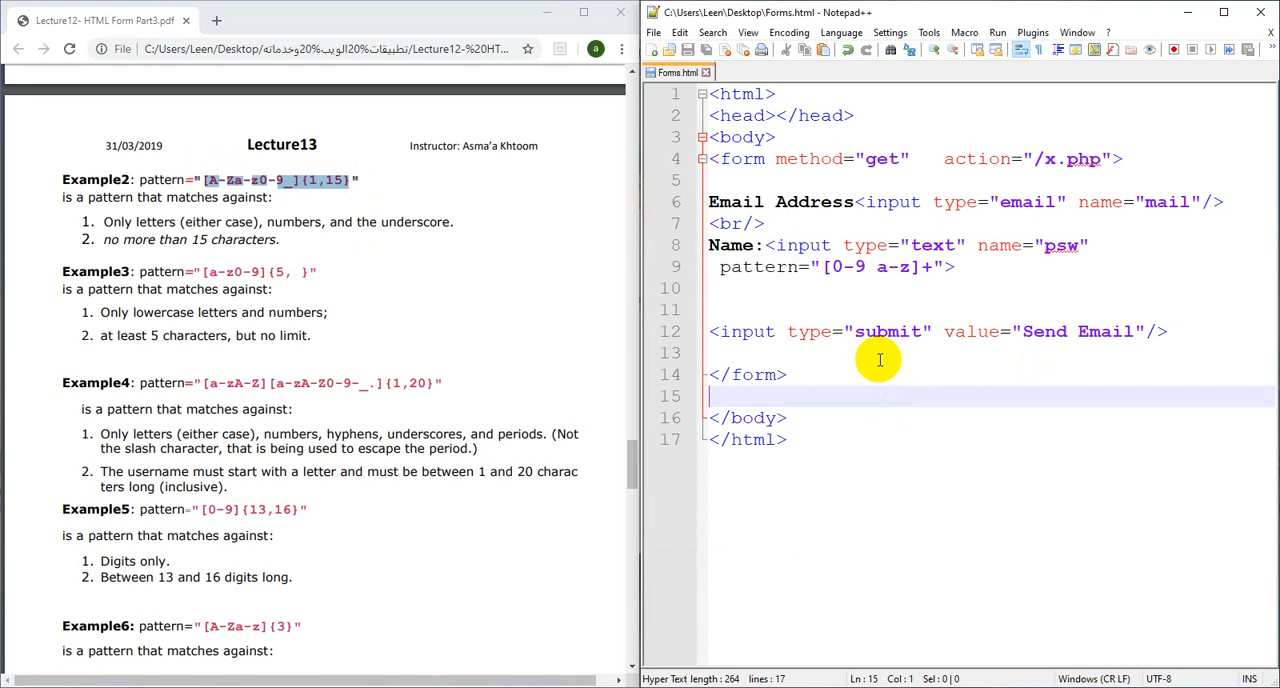 Lecture12- HTML Form Part3.pdf
File C:/Users/Leen/Desktop/تطبيقات%20الويب%20وخدماته/Lecture12-%20HT... a
31/03/2019 Lecture13 Instructor: Asma'a Khtoom
Example2: pattern="[A-Za-z0-9_]{1,15}"
is a pattern that matches against:
1. Only letters (either case), numbers, and the underscore.
2. no more than 15 characters.
Example3: pattern="[a-z0-9]{5, }"
is a pattern that matches against:
1. Only lowercase letters and numbers;
2. at least 5 characters, but no limit.
Example4: pattern="[a-zA-Z][a-zA-Z0-9-_.]{1,20}"
is a pattern that matches against:
1. Only letters (either case), numbers, hyphens, underscores, and periods. (Not
the slash character, that is being used to escape the period.)
2. The username must start with a letter and must be between 1 and 20 charac
ters long (inclusive).
Example5: pattern="[0-9]{13,16}"
is a pattern that matches against:
1. Digits only.
2. Between 13 and 16 digits long.
Example6: pattern="[A-Za-z]{3}"
is a pattern that matches against:
C:\Users\Leen\Desktop\Forms.html - Notepad++
File Edit Search View Encoding Language Settings Tools Macro Run Plugins Window ? X
Forms.html
1 <html>
2 <head></head>
3 <body>
4 <form method="get" action="/x.php">
5
6 Email Address<input type="email" name="mail"/>
7 <br/>
8 Name:<input type="text" name="psw"
9 pattern="[0-9 a-z]+">
10
11
12 <input type="submit" value="Send Email"/>
13
14 </form>
15
16 </body>
17 </html>
Hyper Text length : 264 lines : 17 Ln : 15 Col : 1 Sel : 0 | 0 Windows (CR LF) UTF-8 INS